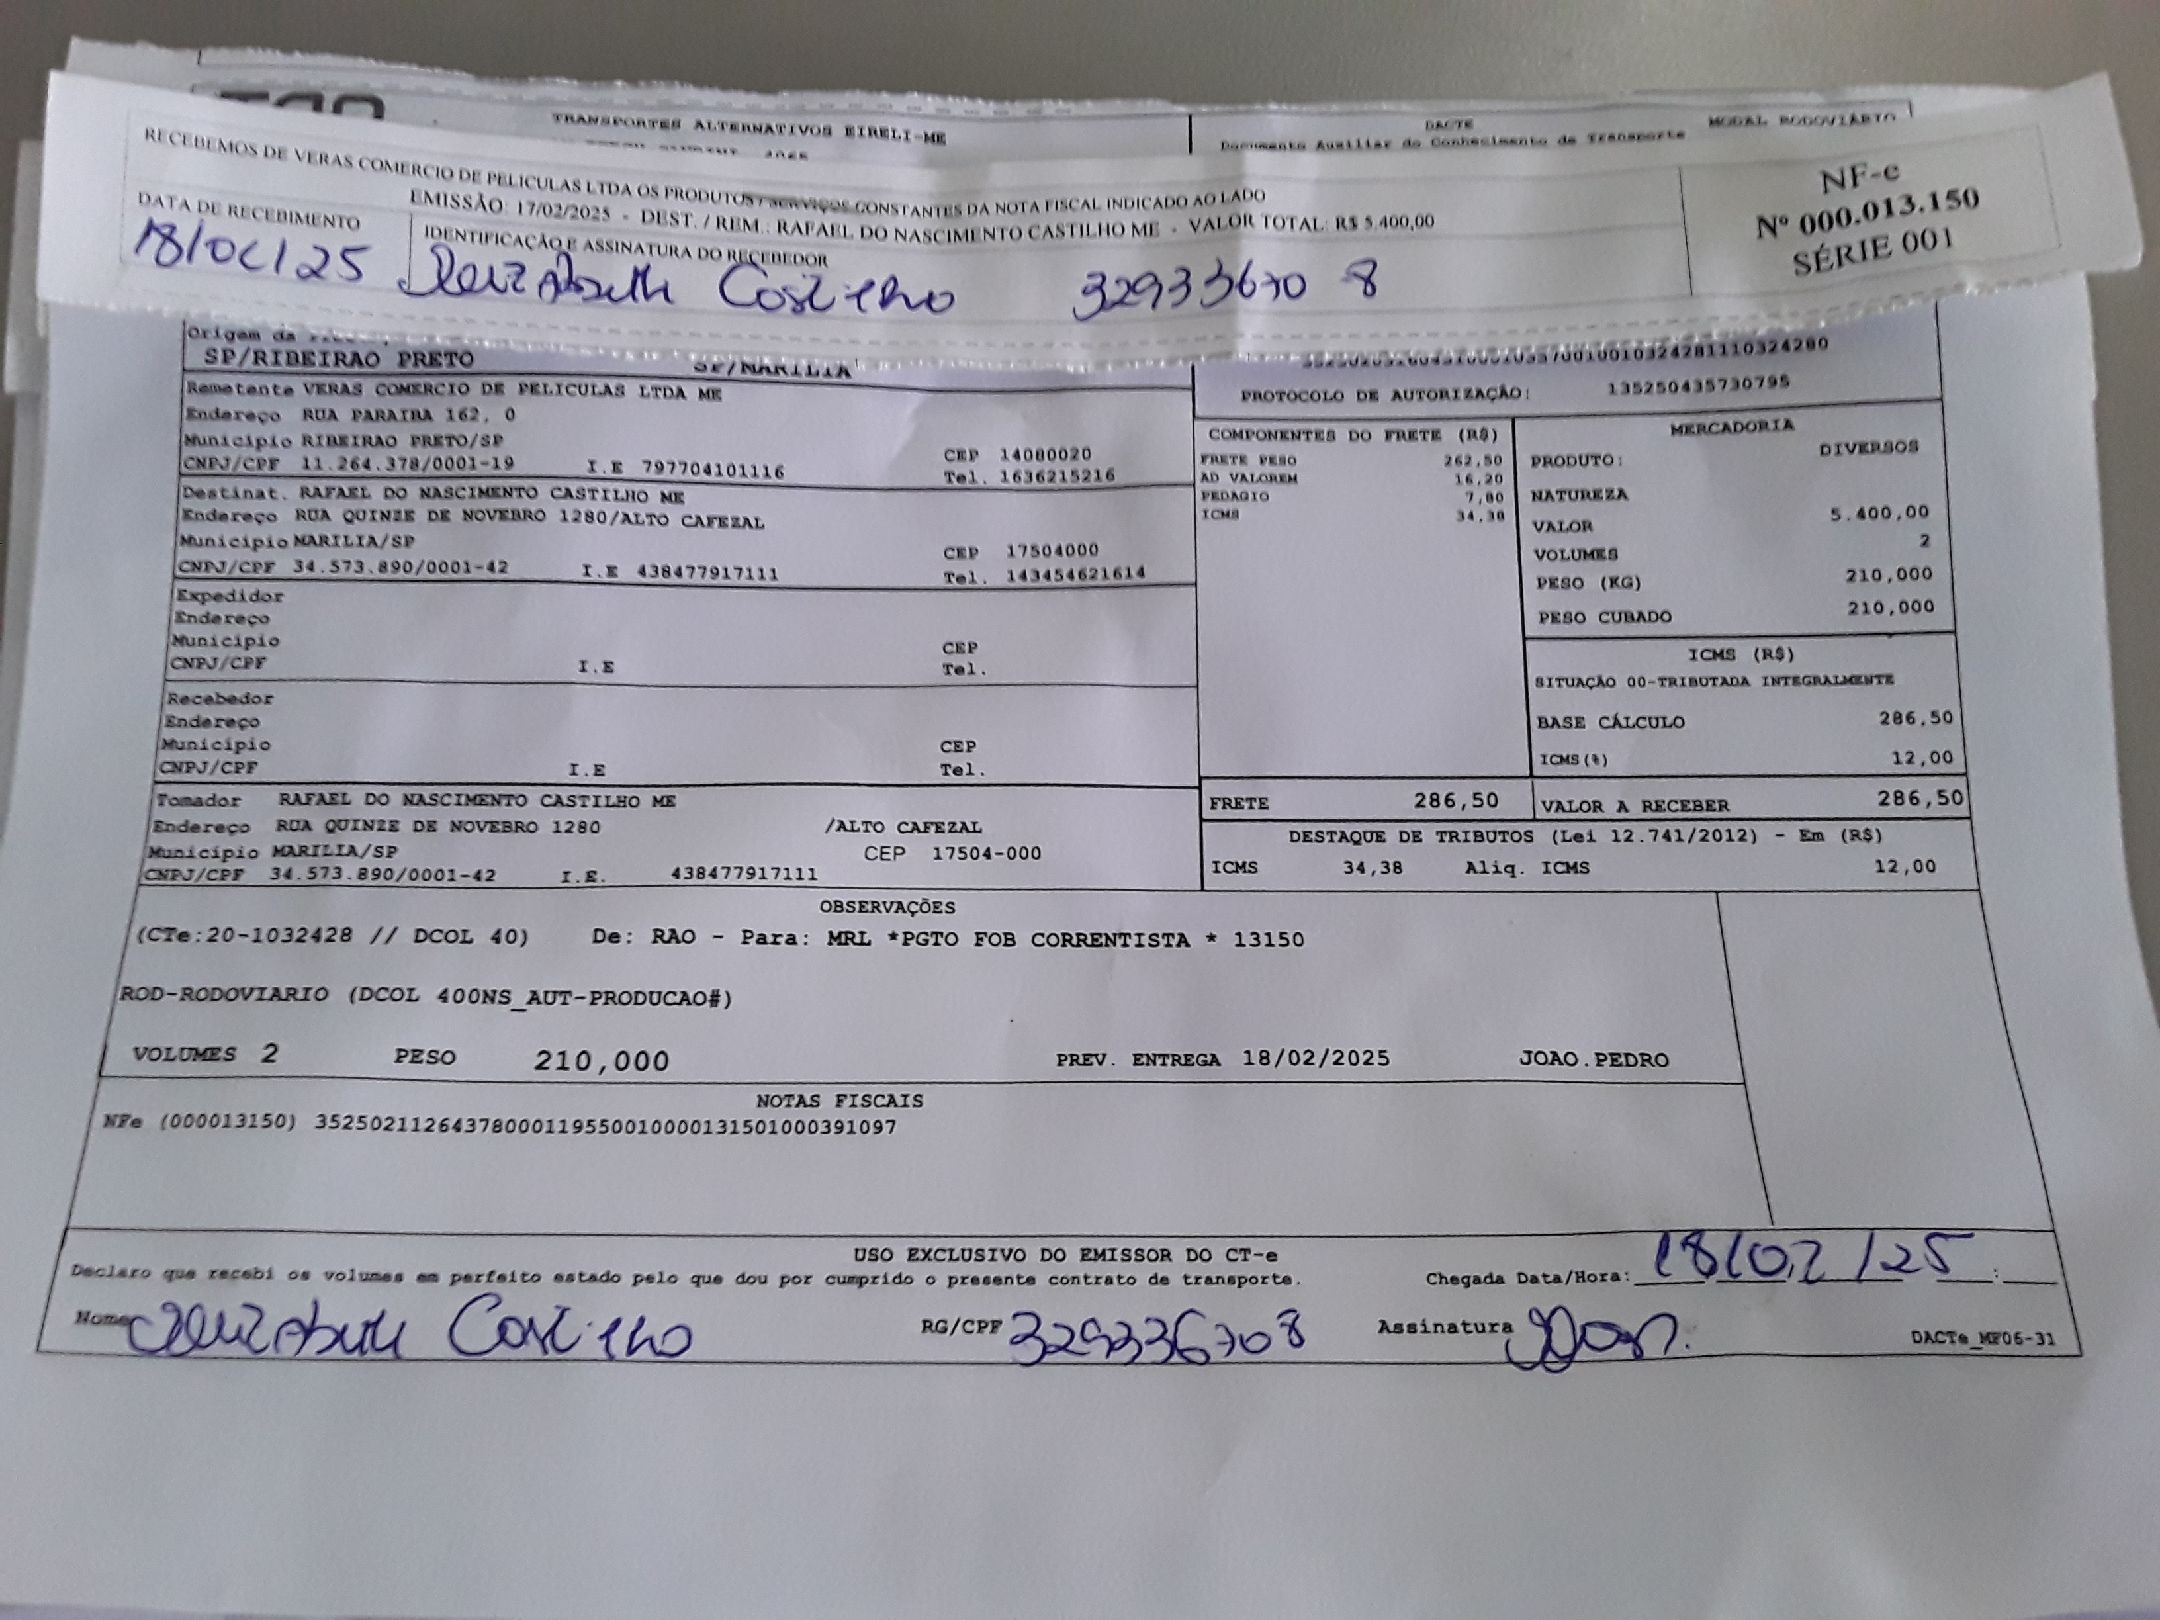 TRANSPORTES ALTERNATIVOS EIRELI-ME
DACTE
Documento Auxiliar do Conhecimento de Transporte
MODAL RODOVIÁRIO
RECEBEMOS DE VERAS COMERCIO DE PELICULAS LTDA OS PRODUTOS / SERVIÇOS CONSTANTES DA NOTA FISCAL INDICADO AO LADO
EMISSÃO: 17/02/2025 - DEST. / REM.: RAFAEL DO NASCIMENTO CASTILHO ME - VALOR TOTAL: R$ 5.400,00
DATA DE RECEBIMENTO
18/02/25
IDENTIFICAÇÃO E ASSINATURA DO RECEBEDOR
Castilho 32933670 8
NF-e
Nº 000.013.150
SÉRIE 001
Origem da
SP/RIBEIRAO PRETO SP/MARILIA
Remetente VERAS COMERCIO DE PELICULAS LTDA ME
Endereço RUA PARAIBA 162, 0
Município RIBEIRAO PRETO/SP CEP 14080020
CNPJ/CPF 11.264.378/0001-19 I.E 797704101116 Tel. 1636215216
Destinat. RAFAEL DO NASCIMENTO CASTILHO ME
Endereço RUA QUINZE DE NOVEBRO 1280/ALTO CAFEZAL
Município MARILIA/SP CEP 17504000
CNPJ/CPF 34.573.890/0001-42 I.E 438477917111 Tel. 143454621614
Expedidor
Endereço
Município CEP
CNPJ/CPF I.E Tel.
Recebedor
Endereço
Município CEP
CNPJ/CPF I.E Tel.
Tomador RAFAEL DO NASCIMENTO CASTILHO ME
Endereço RUA QUINZE DE NOVEBRO 1280 /ALTO CAFEZAL
Município MARILIA/SP CEP 17504-000
CNPJ/CPF 34.573.890/0001-42 I.E. 438477917111
PROTOCOLO DE AUTORIZAÇÃO: 135250435730795
COMPONENTES DO FRETE (R$)
FRETE PESO 262,50
AD VALOREM 16,20
PEDAGIO 7,80
ICMS 34,38
MERCADORIA
PRODUTO: DIVERSOS
NATUREZA
VALOR 5.400,00
VOLUMES 2
PESO (KG) 210,000
PESO CUBADO 210,000
ICMS (R$)
SITUAÇÃO 00-TRIBUTADA INTEGRALMENTE
BASE CÁLCULO 286,50
ICMS(%) 12,00
FRETE 286,50 VALOR A RECEBER 286,50
DESTAQUE DE TRIBUTOS (Lei 12.741/2012) - Em (R$)
ICMS 34,38 Aliq. ICMS 12,00
OBSERVAÇÕES
(CTe:20-1032428 // DCOL 40) De: RAO - Para: MRL *PGTO FOB CORRENTISTA * 13150
ROD-RODOVIARIO (DCOL 400NS_AUT-PRODUCAO#)
VOLUMES 2 PESO 210,000 PREV. ENTREGA 18/02/2025 JOAO.PEDRO
NOTAS FISCAIS
NFe (000013150) 35250211264378000119550010000131501000391097
USO EXCLUSIVO DO EMISSOR DO CT-e
Declaro que recebi os volumes em perfeito estado pelo que dou por cumprido o presente contrato de transporte.
Chegada Data/Hora: 18/02/25 :
Nome Castilho RG/CPF 329336708 Assinatura
DACTe_MF06-31